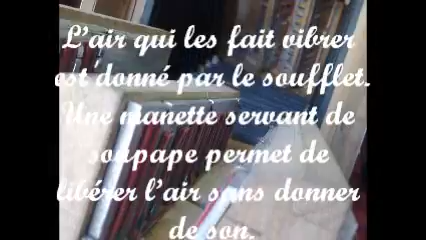 L'air qui les fait vibrer
est donné par le soufflet.
Une manette servant de
soupape permet de
libérer l'air sans donner
de son.